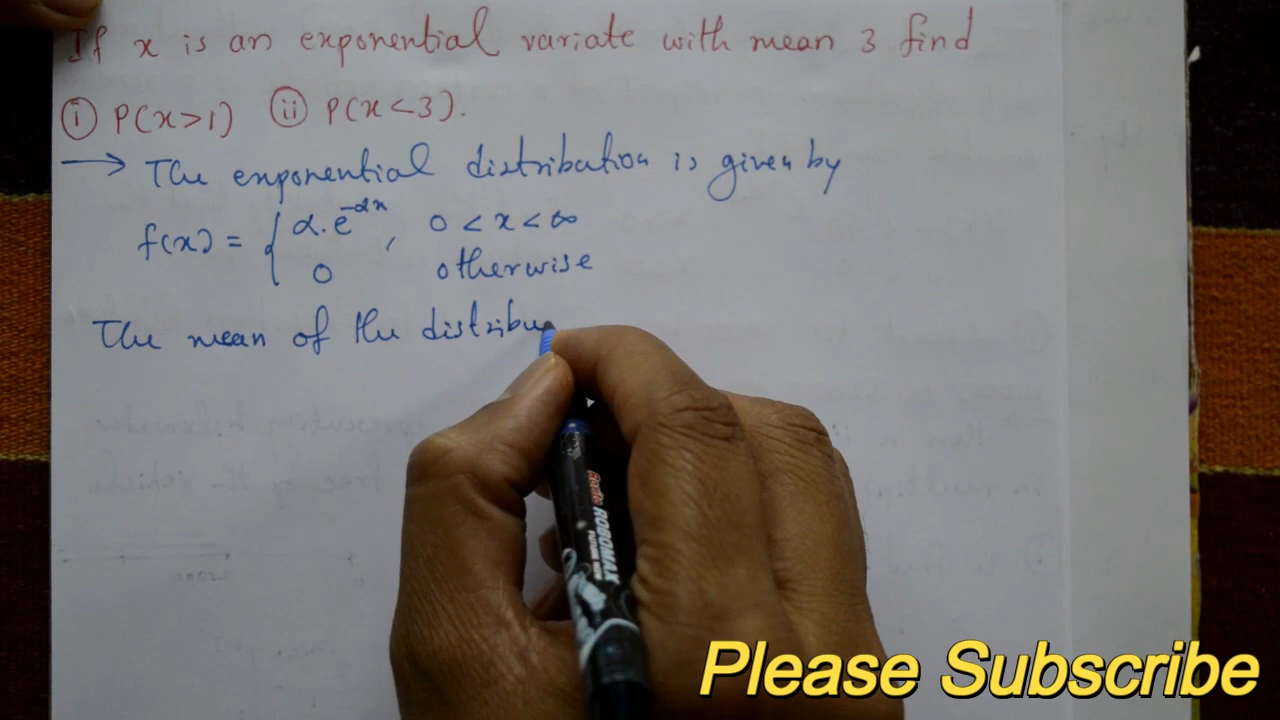 If x is an exponential variate with mean 3 find
(i) P(x>1) (ii) P(x<3).
→ The exponential distribution is given by
f(x) = { α.e^-αx, 0 < x < ∞
0 otherwise
The mean of the distribu
ROBOMAX
Please Subscribe